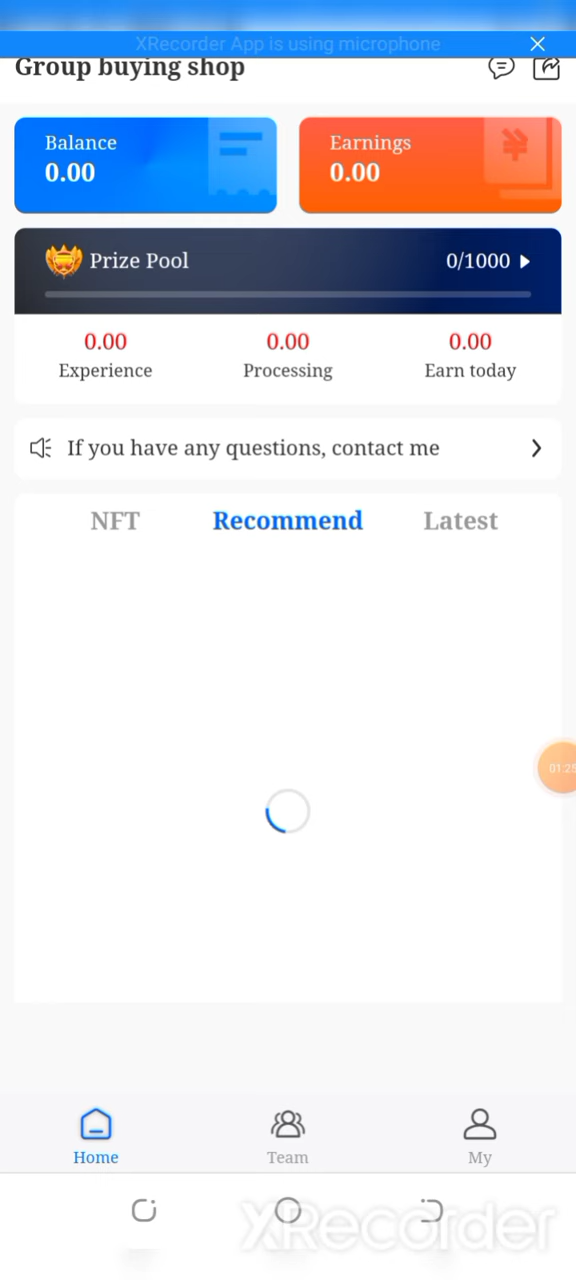 XRecorder App is using microphone
Group buying shop
Balance
0.00
Earnings
0.00
Prize Pool
0/1000
0.00
0.00
0.00
Experience
Processing
Earn today
If you have any questions, contact me
NFT
Recommend
Latest
Home
Team
My
XRecorder